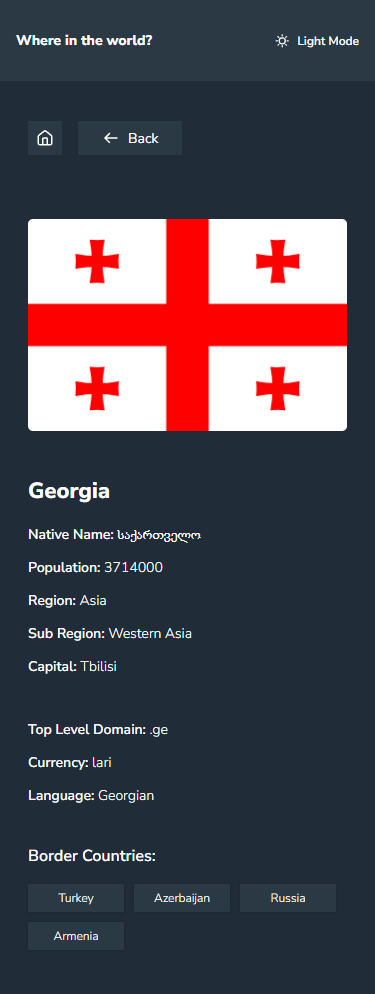 Where in the world?
Light Mode
Back
Georgia
Native Name: საქართველო
Population: 3714000
Region: Asia
Sub Region: Western Asia
Capital: Tbilisi
Top Level Domain: .ge
Currency: lari
Language: Georgian
Border Countries:
Turkey Azerbaijan Russia
Armenia